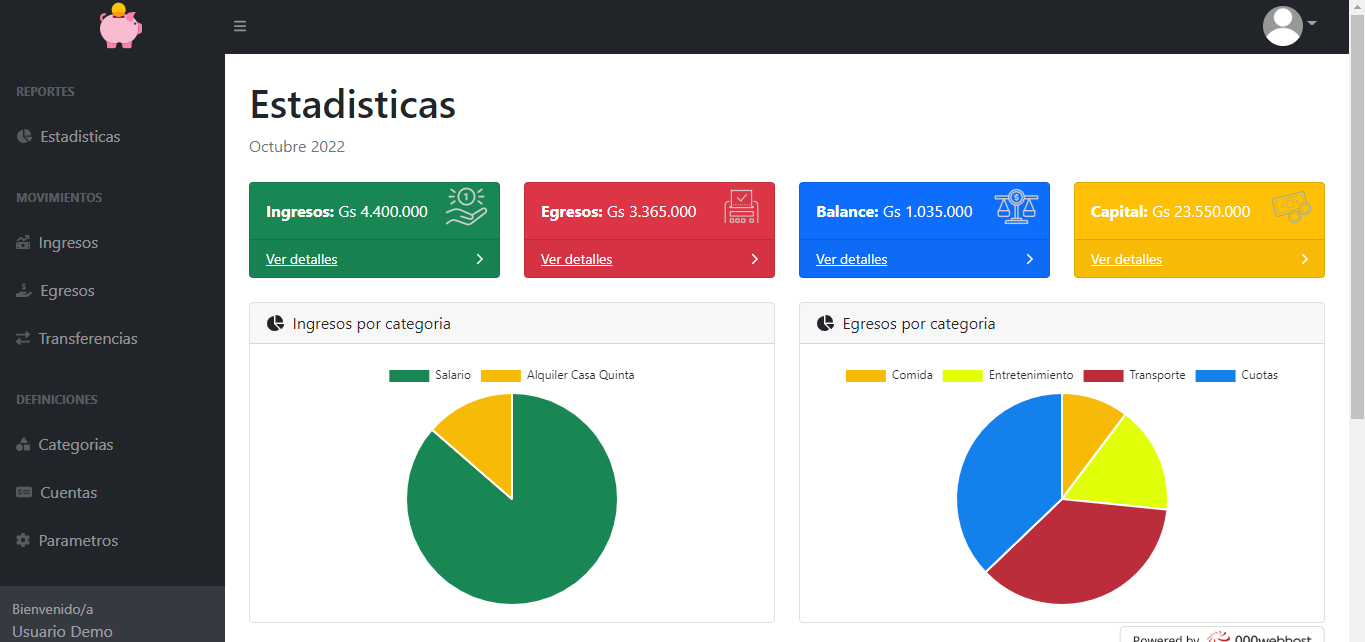 REPORTES
Estadisticas
MOVIMIENTOS
Ingresos
Egresos
Transferencias
DEFINICIONES
Categorias
Cuentas
Parametros
Bienvenido/a
Usuario Demo
Estadisticas
Octubre 2022
Ingresos: Gs 4.400.000
1
Ver detalles
Egresos: Gs 3.365.000
Ver detalles
Balance: Gs 1.035.000
$
Ver detalles
Capital: Gs 23.550.000
Ver detalles
Ingresos por categoria
Salario Alquiler Casa Quinta
Egresos por categoria
Comida Entretenimiento Transporte Cuotas
Powered by 000webhost